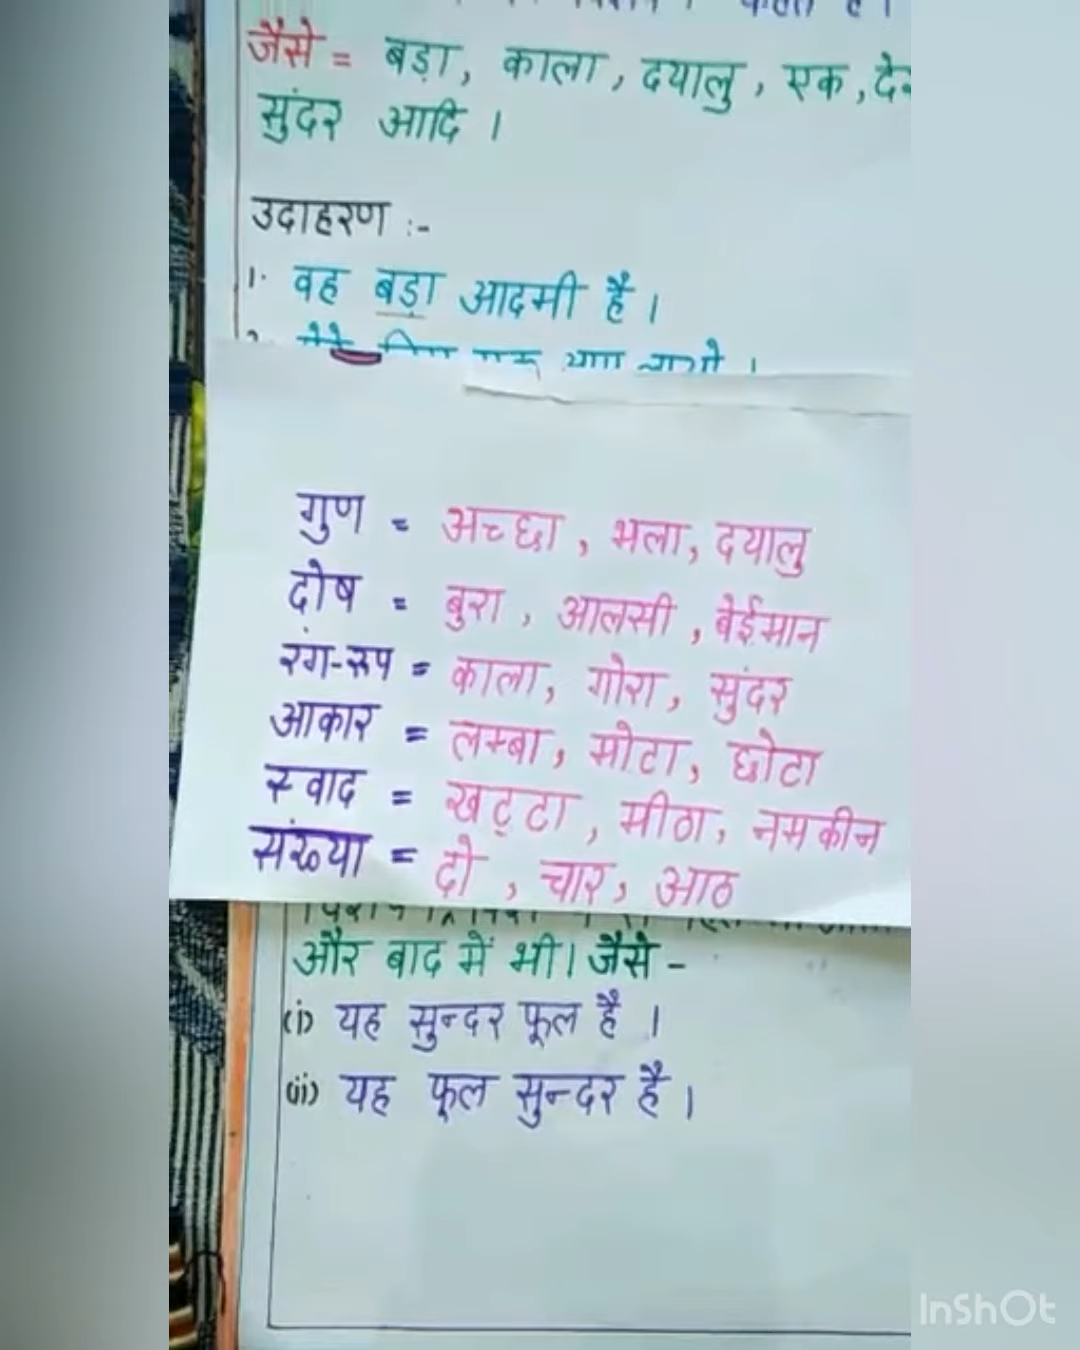 जैसे = बड़ा, काला, दयालु, एक,
सुंदर आदि ।
उदाहरण :-
1. वह बड़ा आदमी है ।
गुण = अच्छा, भला, दयालु
दोष = बुरा, आलसी, बेईमान
रंग-रूप = काला, गोरा, सुंदर
आकार = लम्बा, मोटा, छोटा
स्वाद = खट्टा, मीठा, नमकीन
संख्या = दो, चार, आठ
और बाद में भी। जैसे -
(i) यह सुन्दर फूल है ।
(ii) यह फूल सुन्दर है ।
InShOt